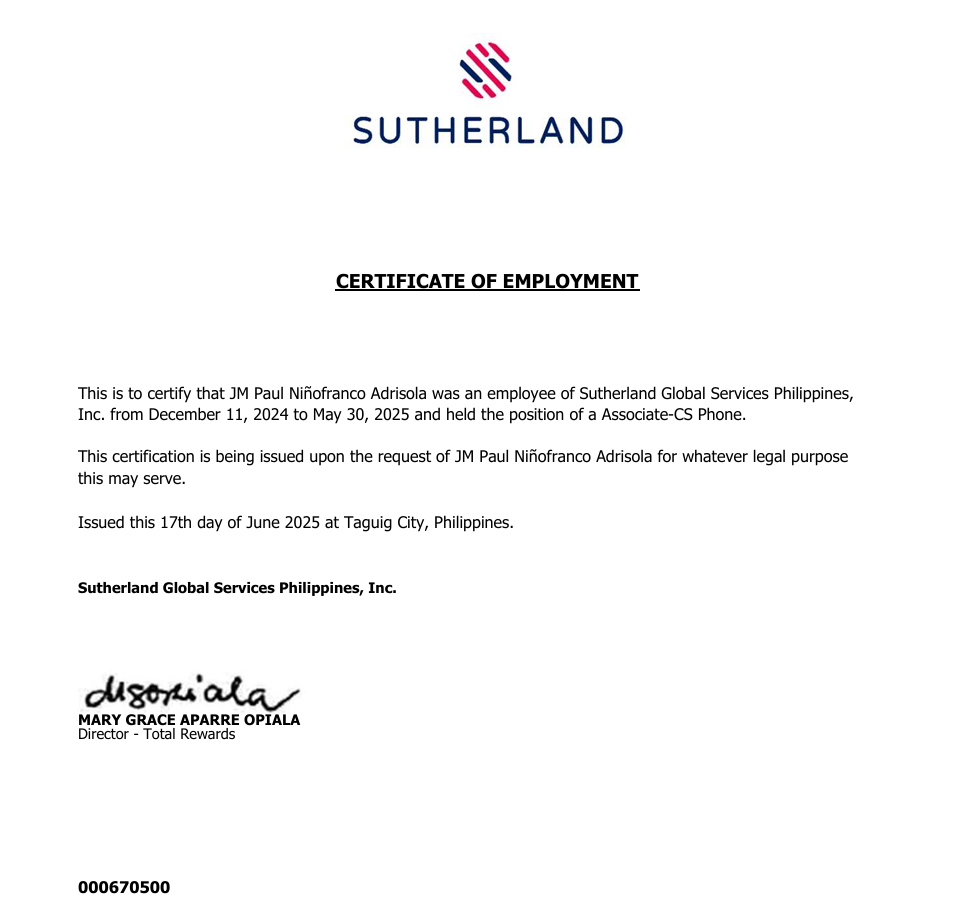 SUTHERLAND
CERTIFICATE OF EMPLOYMENT
This is to certify that JM Paul Niñofranco Adrisola was an employee of Sutherland Global Services Philippines,
Inc. from December 11, 2024 to May 30, 2025 and held the position of a Associate-CS Phone.
This certification is being issued upon the request of JM Paul Niñofranco Adrisola for whatever legal purpose
this may serve.
Issued this 17th day of June 2025 at Taguig City, Philippines.
Sutherland Global Services Philippines, Inc.
MARY GRACE APARRE OPIALA
Director - Total Rewards
000670500